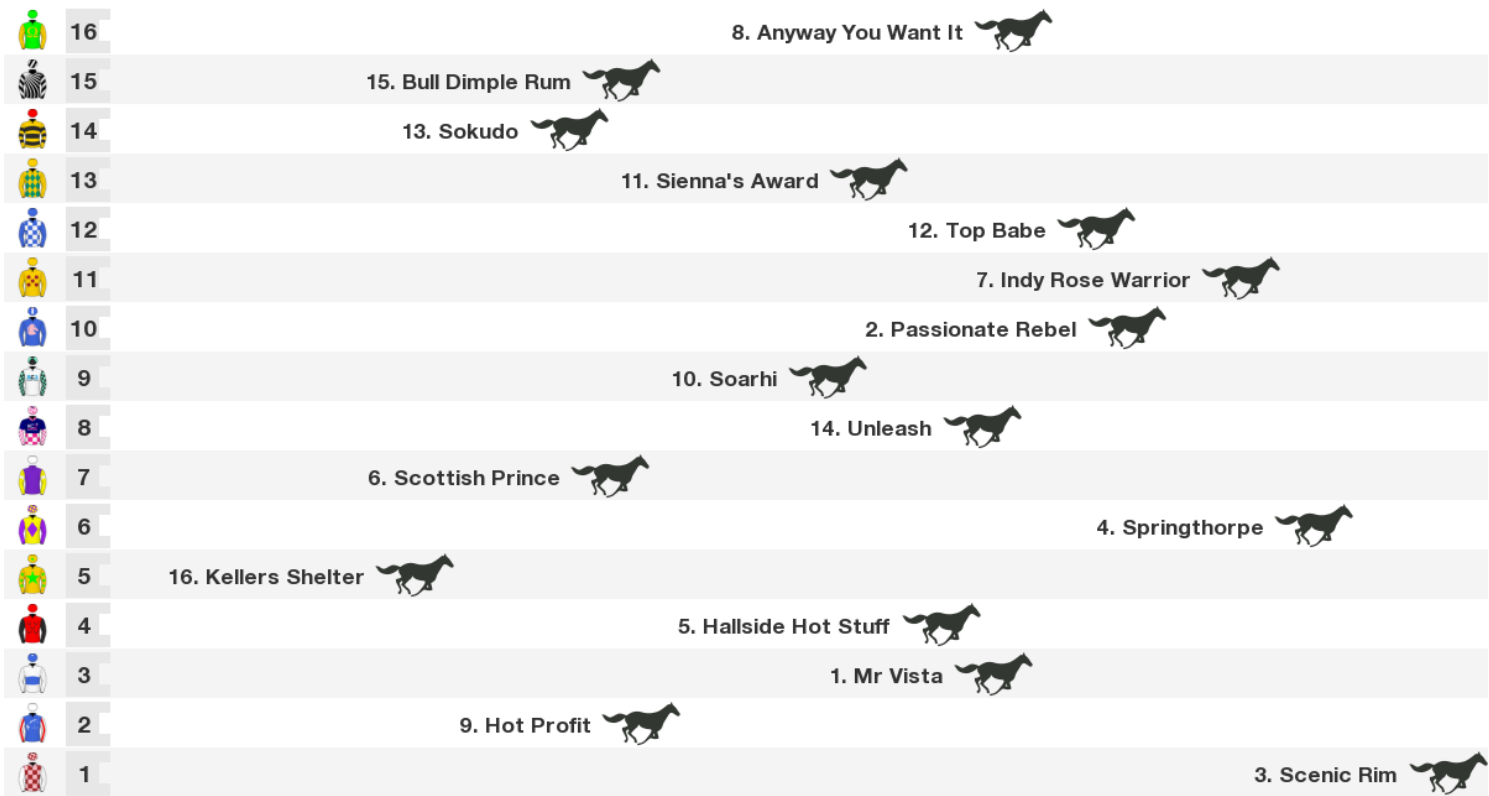 16 8. Anyway You Want It
15 15. Bull Dimple Rum
14 13. Sokudo
13 11. Sienna's Award
12 12. Top Babe
11 7. Indy Rose Warrior
10 2. Passionate Rebel
9 10. Soarhi
8 14. Unleash
7 6. Scottish Prince
6 4. Springthorpe
5 16. Kellers Shelter
4 5. Hallside Hot Stuff
3 1. Mr Vista
2 9. Hot Profit
1 3. Scenic Rim